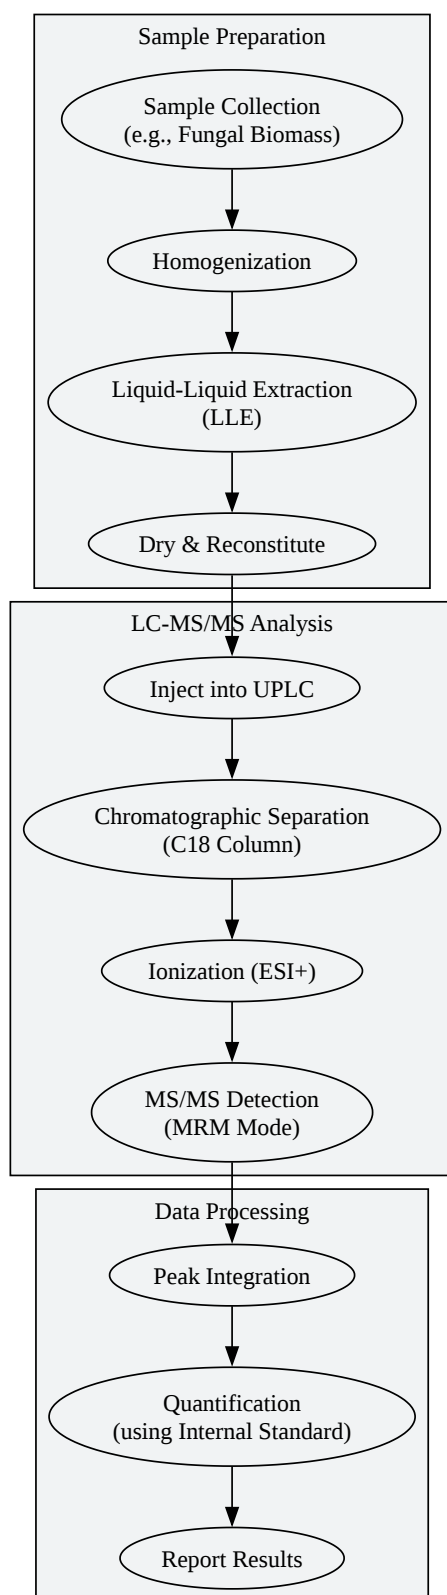 Sample Preparation
Sample Collection
(e.g., Fungal Biomass)
Homogenization
Liquid-Liquid Extraction
(LLE)
Dry & Reconstitute
LC-MS/MS Analysis
Inject into UPLC
Chromatographic Separation
(C18 Column)
Ionization (ESI+)
MS/MS Detection
(MRM Mode)
Data Processing
Peak Integration
Quantification
(using Internal Standard)
Report Results